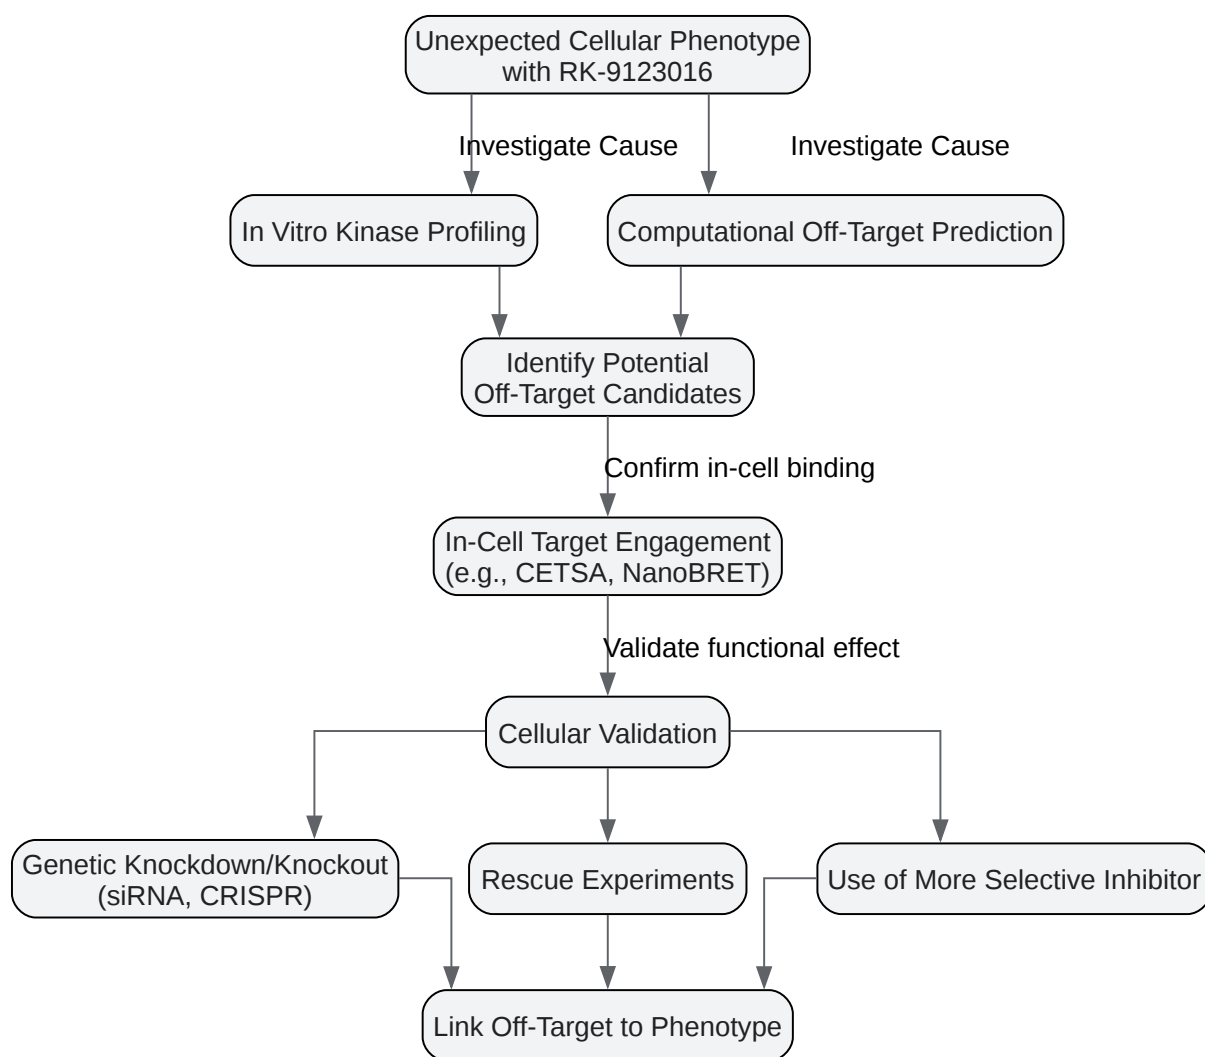 Unexpected Cellular Phenotype
with RK-9123016
Investigate Cause
Investigate Cause
In Vitro Kinase Profiling
Computational Off-Target Prediction
Identify Potential
Off-Target Candidates
Confirm in-cell binding
In-Cell Target Engagement
(e.g., CETSA, NanoBRET)
Validate functional effect
Cellular Validation
Genetic Knockdown/Knockout
(siRNA, CRISPR)
Rescue Experiments
Use of More Selective Inhibitor
Link Off-Target to Phenotype